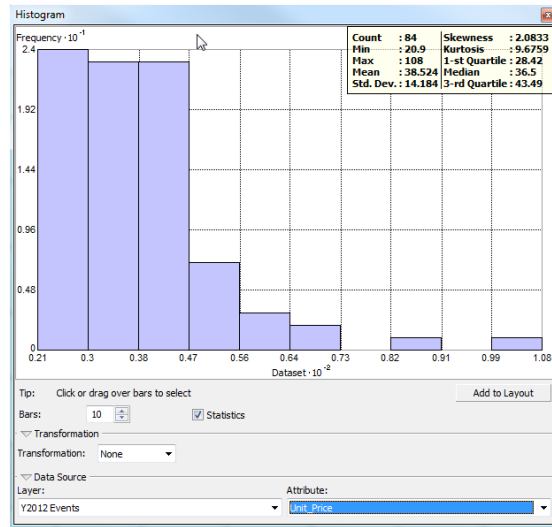 Histogram
Frequency · 10 -1
2.4
1.92
1.44
0.96
0.48
0
0.21 0.3 0.38 0.47 0.56 0.64 0.73 0.82 0.91 0.99 1.08
Dataset · 10 -2
Count : 84 Skewness : 2.0833
Min : 20.9 Kurtosis : 9.6759
Max : 108 1-st Quartile : 28.42
Mean : 38.524 Median : 36.5
Std. Dev. : 14.184 3-rd Quartile : 43.49
Tip: Click or drag over bars to select Add to Layout
Bars: 10 Statistics
Transformation
Transformation: None
Data Source
Layer: Attribute:
Y2012 Events Unit_Price